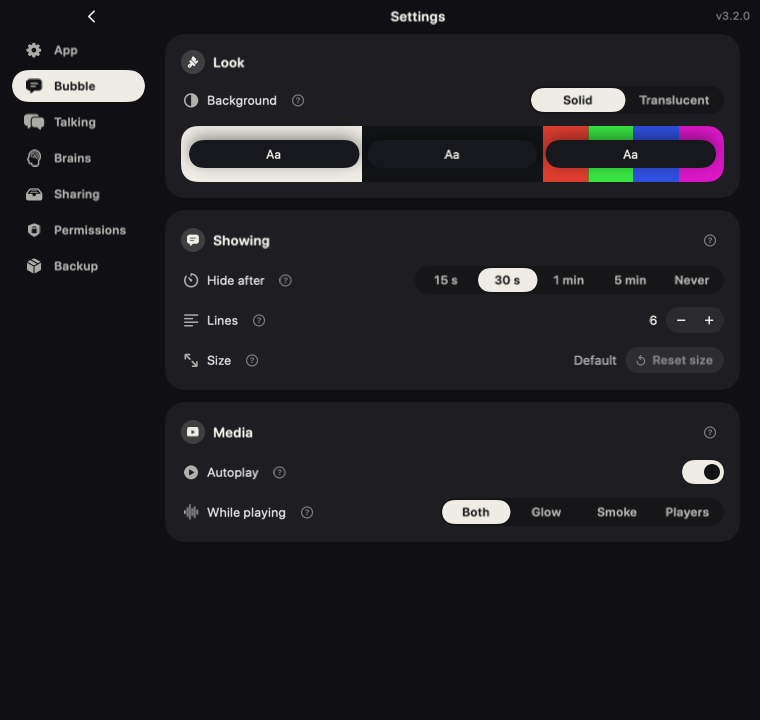 Settings
v3.2.0
App
Bubble
Talking
Brains
Sharing
Permissions
Backup
Look
Background ?
Solid Translucent
Aa Aa Aa
Showing ?
Hide after ? 15 s 30 s 1 min 5 min Never
Lines ? 6 − +
Size ? Default Reset size
Media ?
Autoplay ?
While playing ? Both Glow Smoke Players